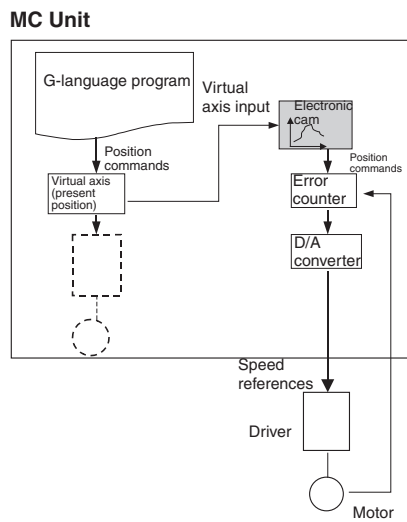 MC Unit
G-language program
Position
commands
Virtual axis
(present
position)
Virtual
axis input
Electronic
cam
Position
commands
Error
counter
D/A
converter
Speed
references
Driver
Motor